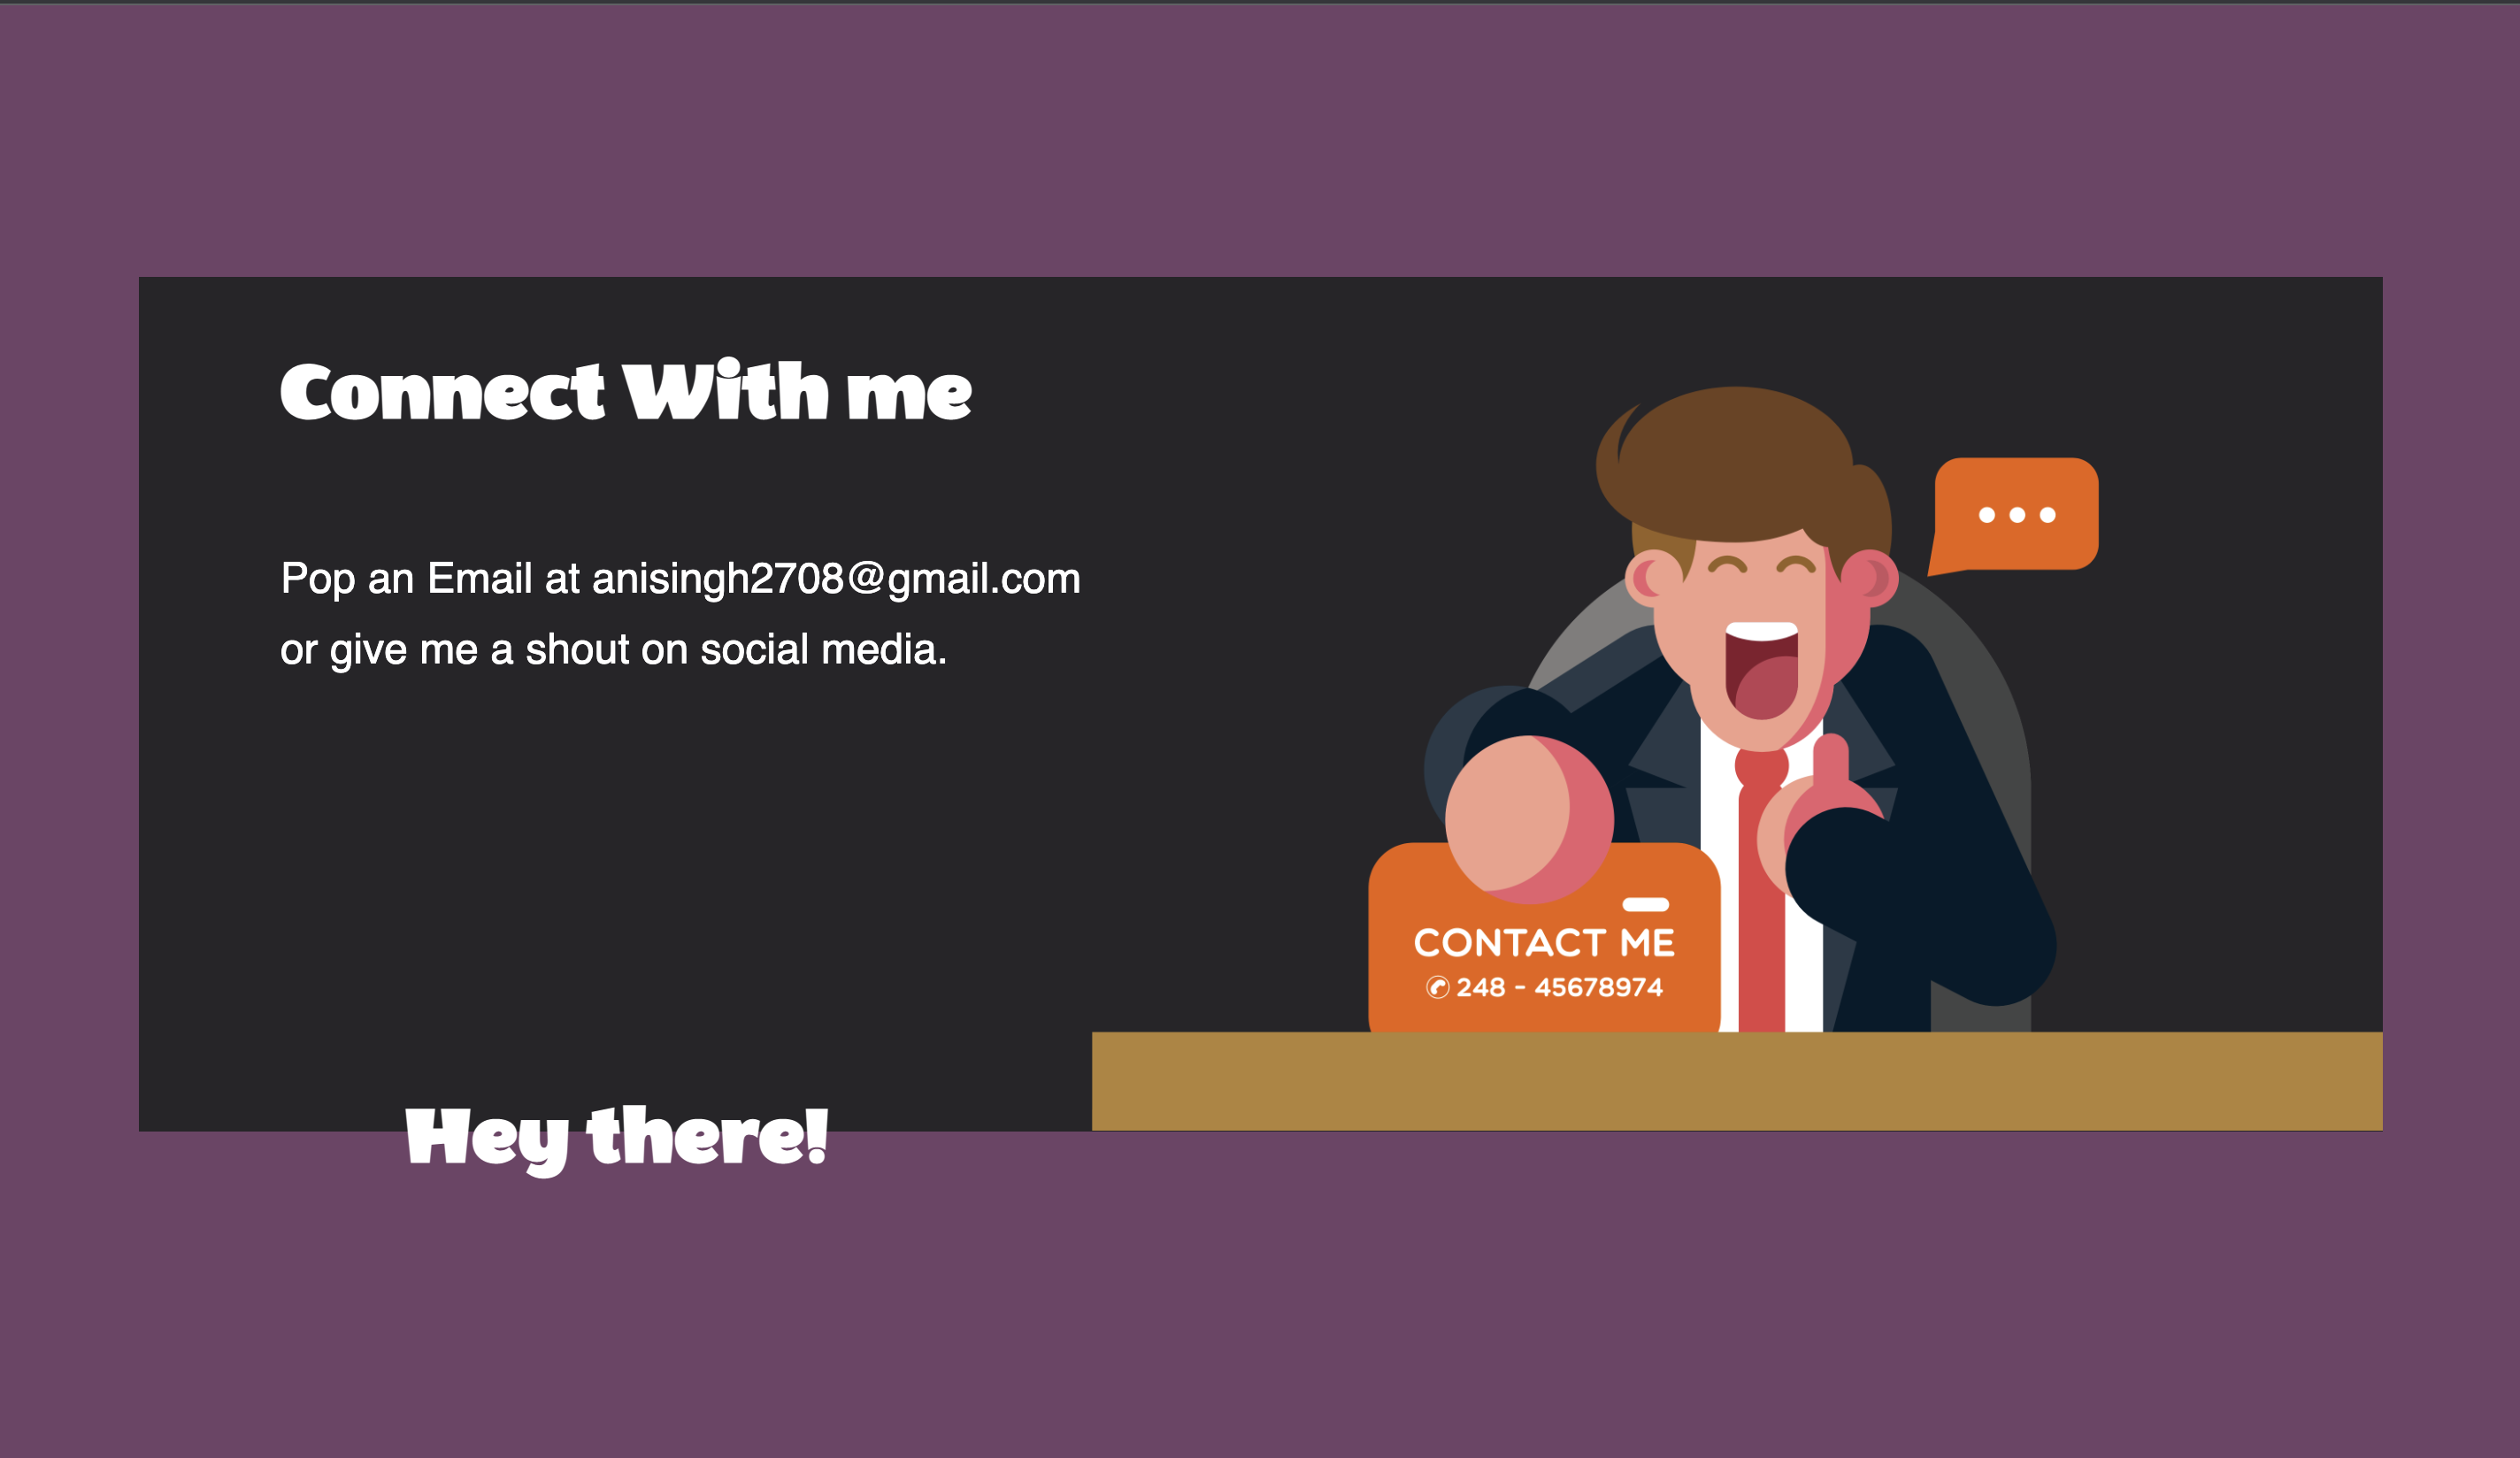 Connect With me
Pop an Email at anisingh2708@gmail.com
or give me a shout on social media.
CONTACT ME
248 - 45678974
Hey there!